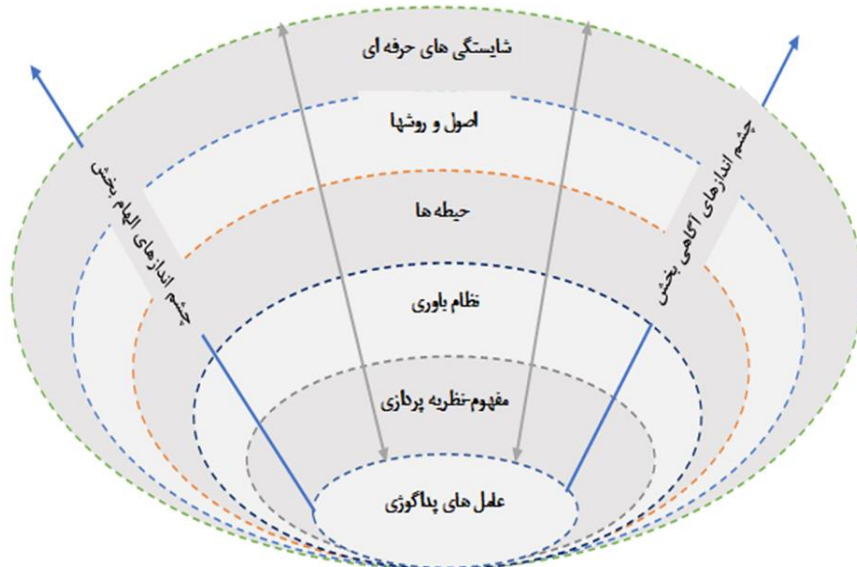 شایستگی های حرفه ای
اصول و روشها
حیطه ها
نظام باوری
مفهوم-نظریه پردازی
عامل های پداگوژی
چشم اندازهای آگاهی بخش
چشم اندازهای الهام بخش